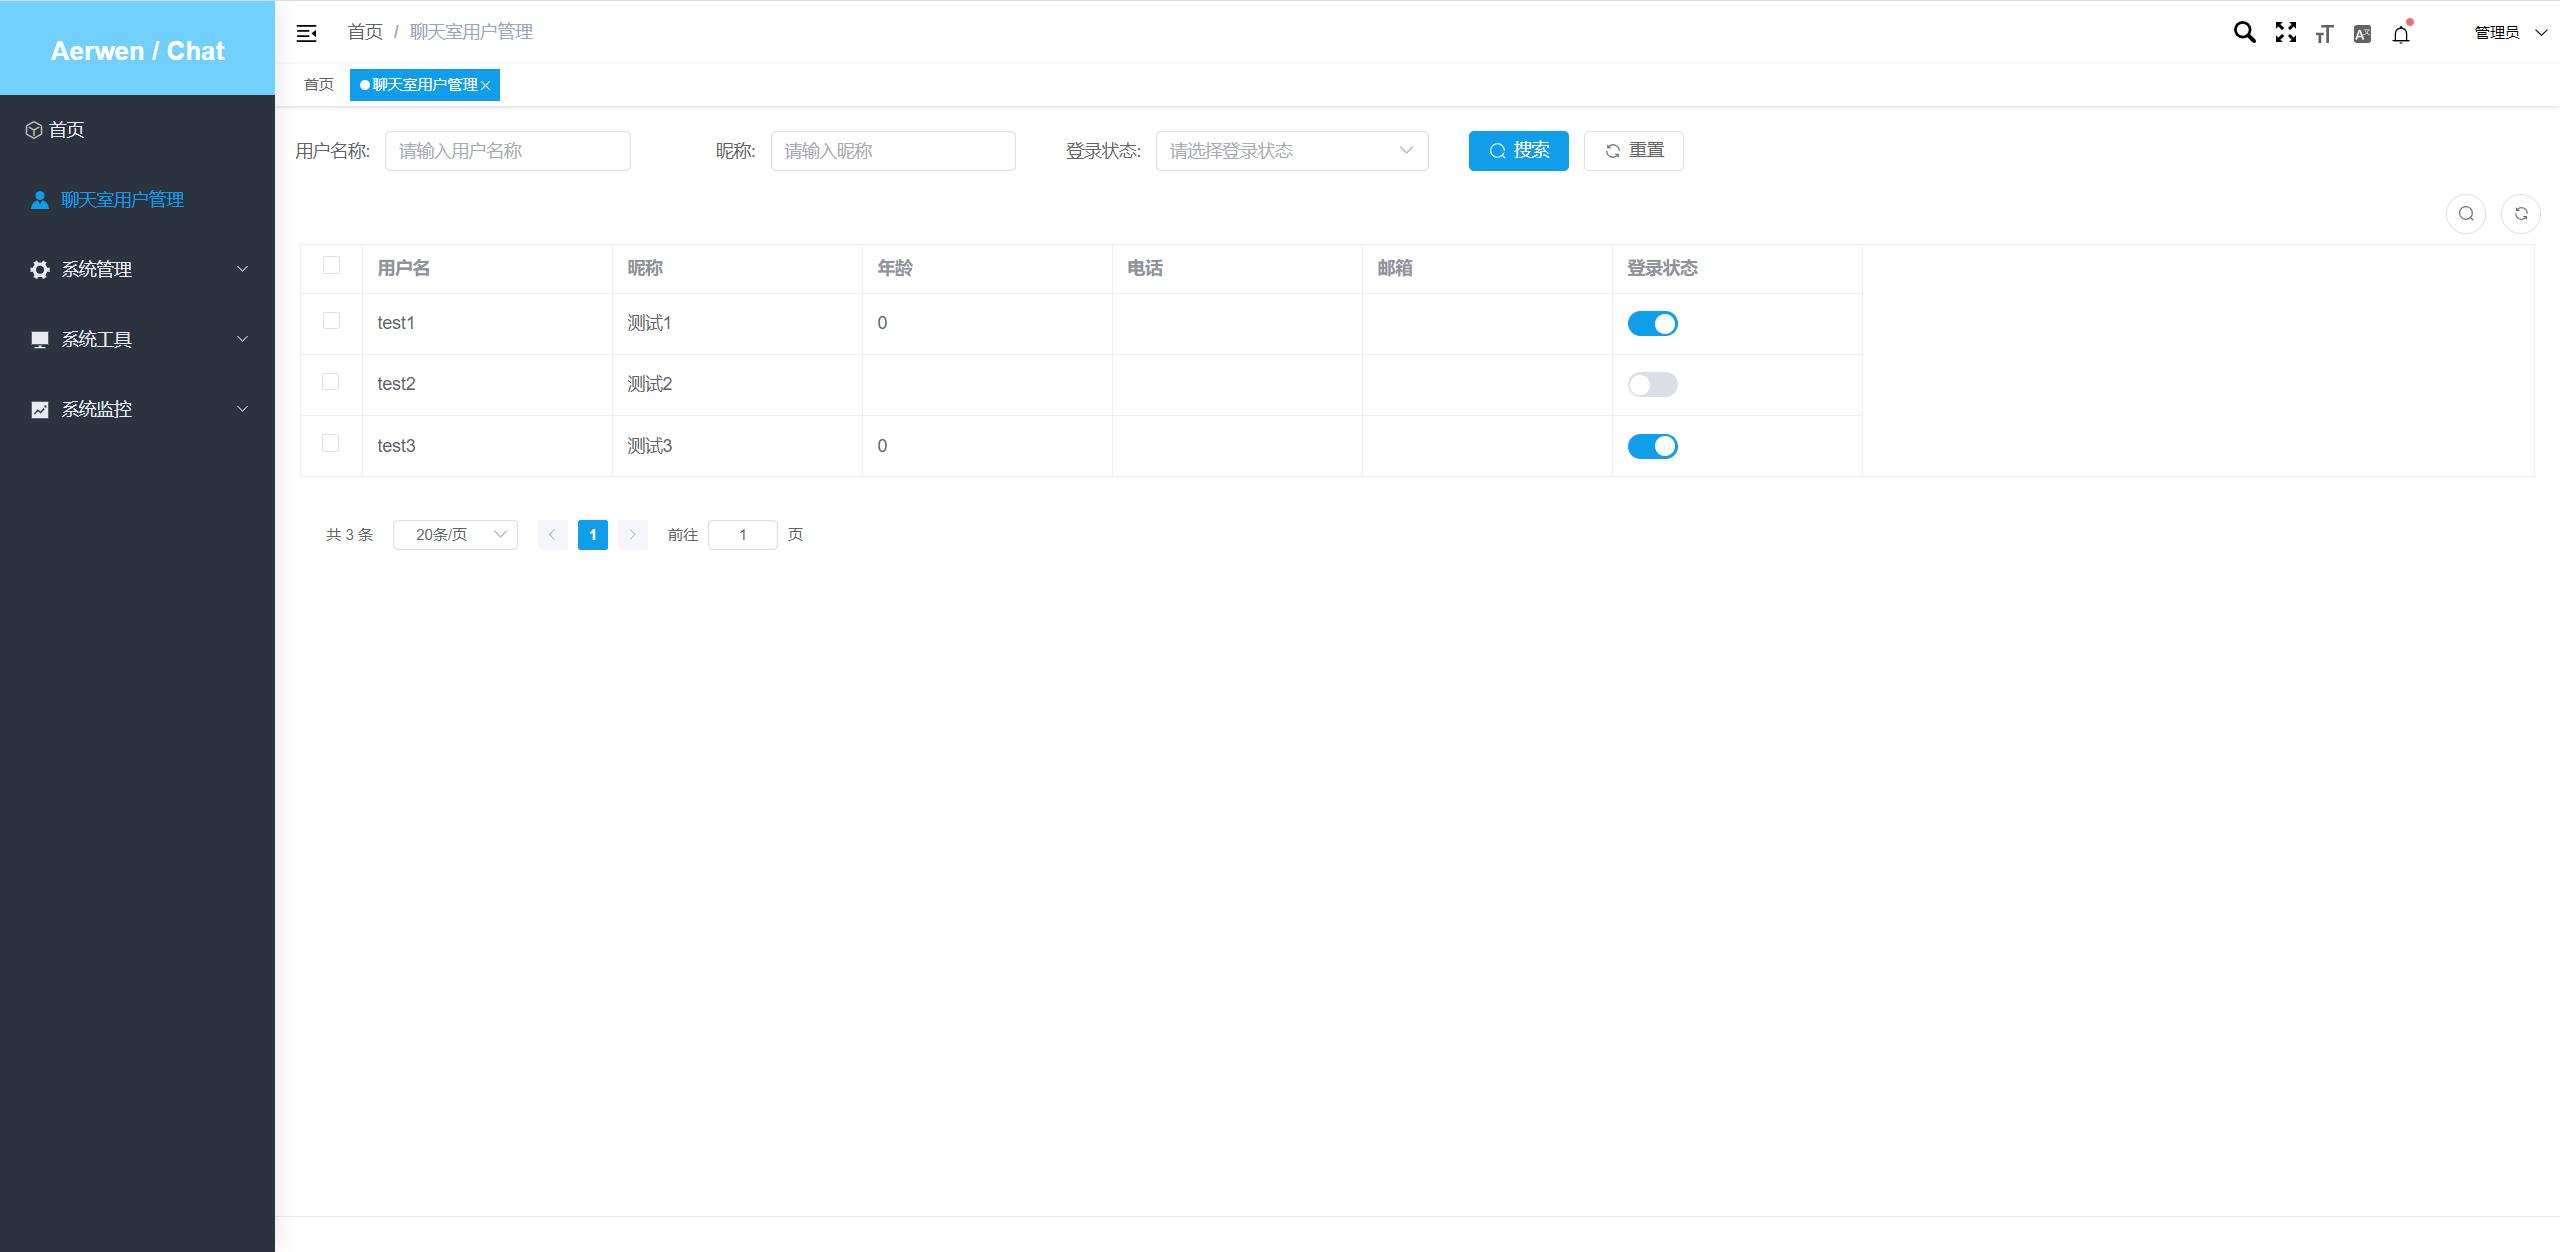 Aerwen / Chat
首页
聊天室用户管理
系统管理
系统工具
系统监控
首页 / 聊天室用户管理
管理员
首页 聊天室用户管理
用户名称: 请输入用户名称 昵称: 请输入昵称 登录状态: 请选择登录状态 搜索 重置
用户名 昵称 年龄 电话 邮箱 登录状态
test1 测试1 0
test2 测试2
test3 测试3 0
共 3 条 20条/页 1 前往 1 页